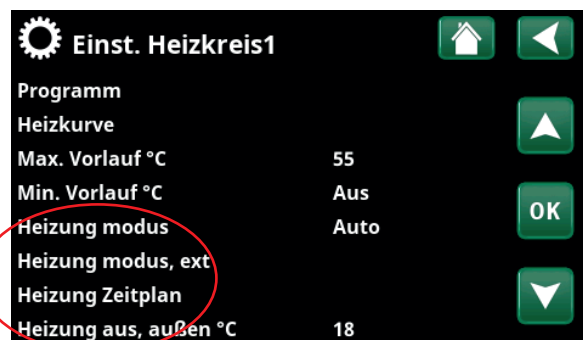 Einst. Heizkreis1
Programm
Heizkurve
Max. Vorlauf °C 55
Min. Vorlauf °C Aus
Heizung modus Auto
Heizung modus, ext
Heizung Zeitplan
Heizung aus, außen °C 18
OK